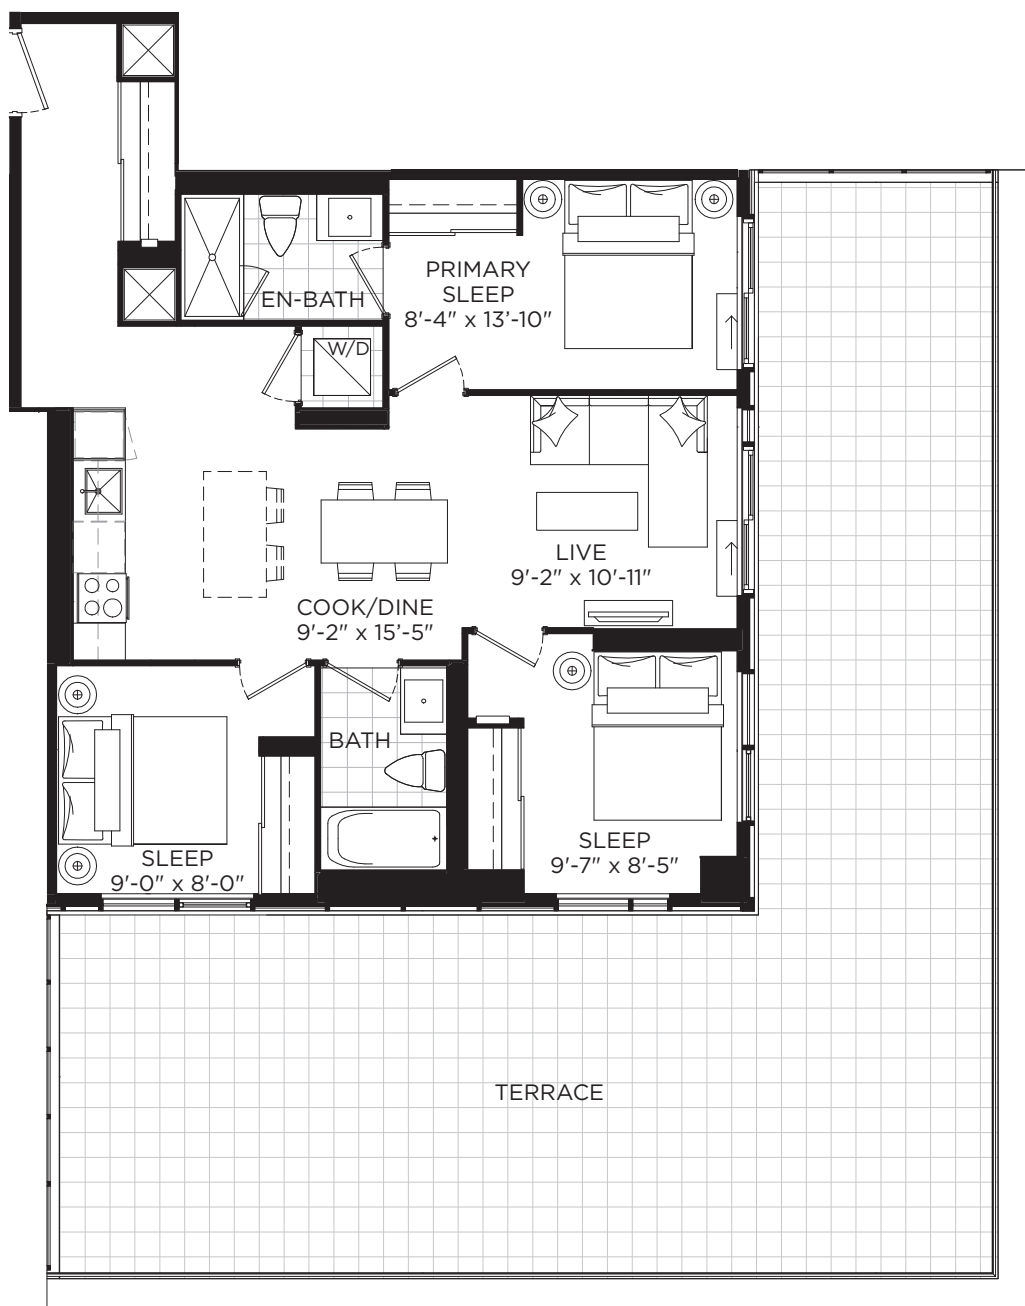 PRIMARY
SLEEP
8'-4" x 13'-10"
EN-BATH
W/D
LIVE
9'-2" x 10'-11"
COOK/DINE
9'-2" x 15'-5"
BATH
SLEEP
9'-7" x 8'-5"
SLEEP
9'-0" x 8'-0"
TERRACE